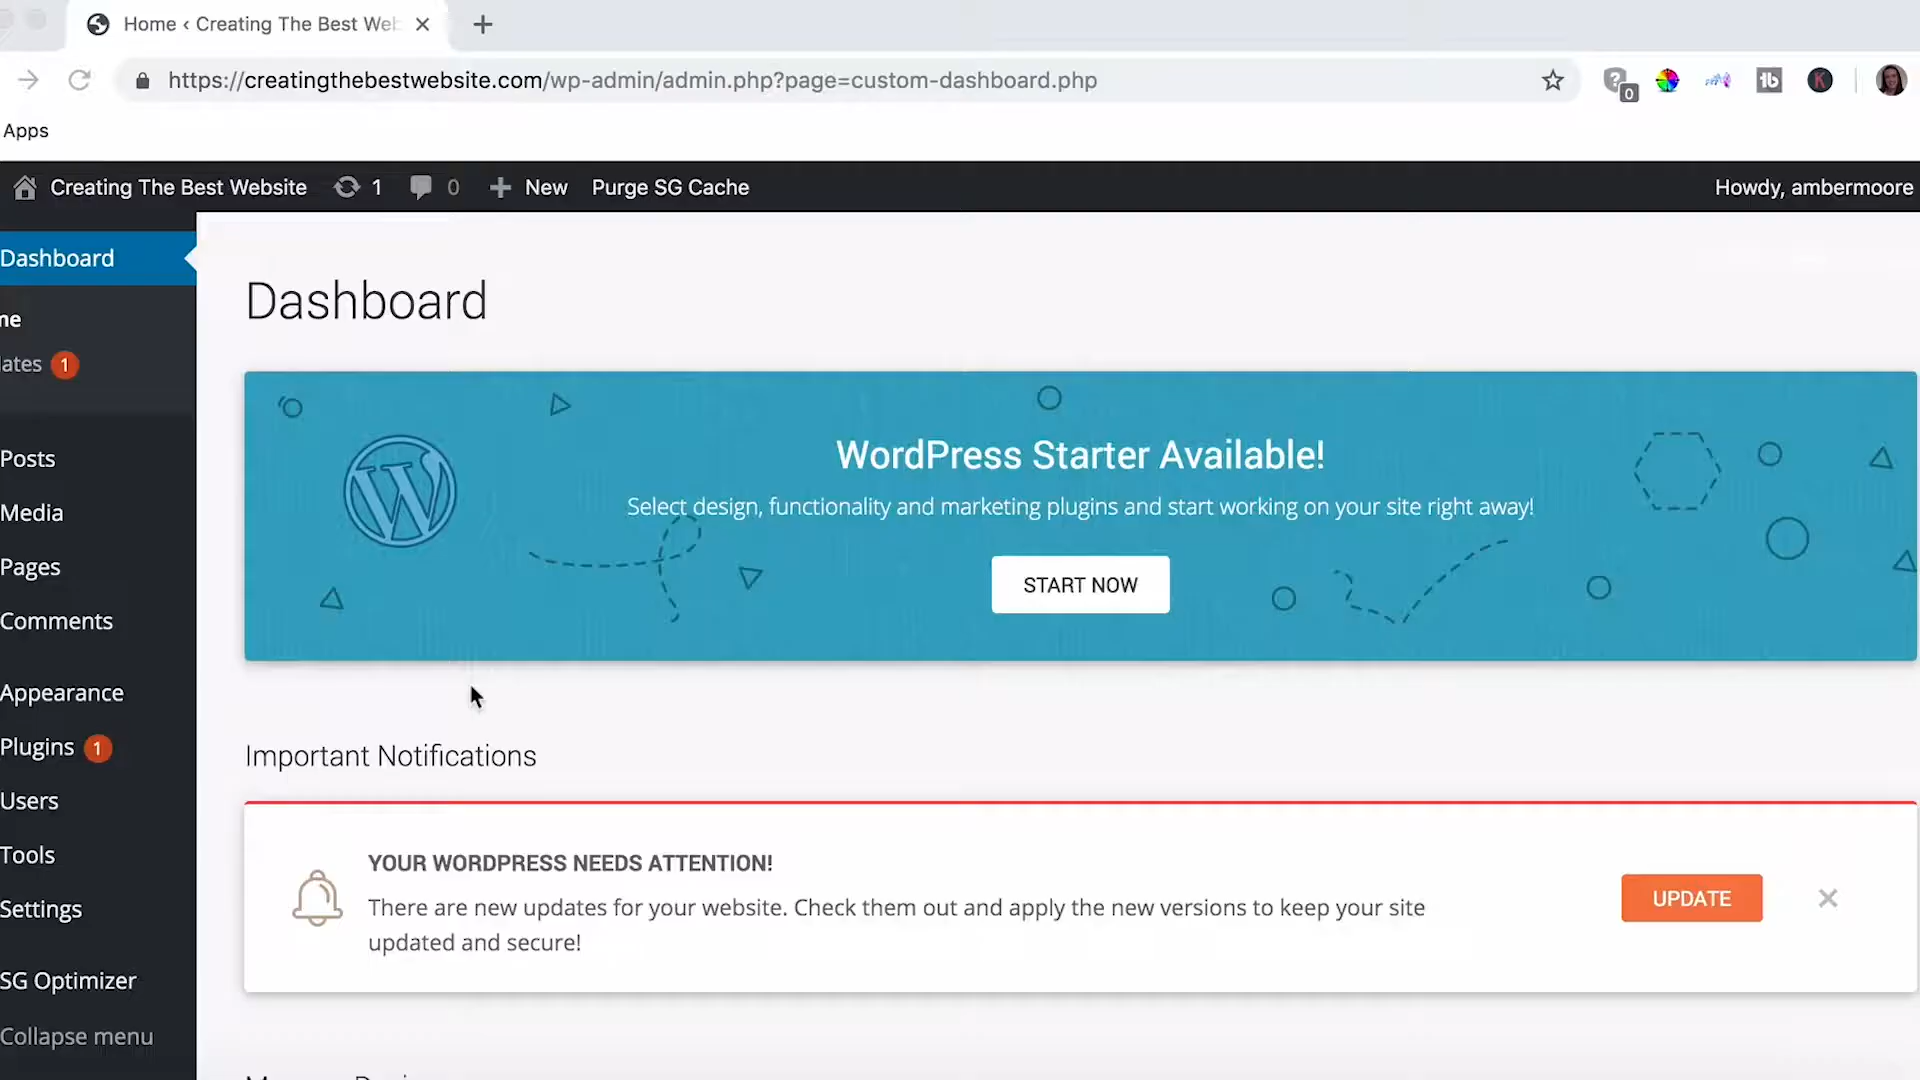 Home ‹ Creating The Best Web
https://creatingthebestwebsite.com/wp-admin/admin.php?page=custom-dashboard.php
0
Apps
Creating The Best Website 1 0 New Purge SG Cache Howdy, ambermoore
Dashboard
me
lates 1
Posts
Media
Pages
Comments
Appearance
Plugins 1
Users
Tools
Settings
SG Optimizer
Collapse menu
Dashboard
WordPress Starter Available!
Select design, functionality and marketing plugins and start working on your site right away!
START NOW
Important Notifications
YOUR WORDPRESS NEEDS ATTENTION!
There are new updates for your website. Check them out and apply the new versions to keep your site
updated and secure!
UPDATE